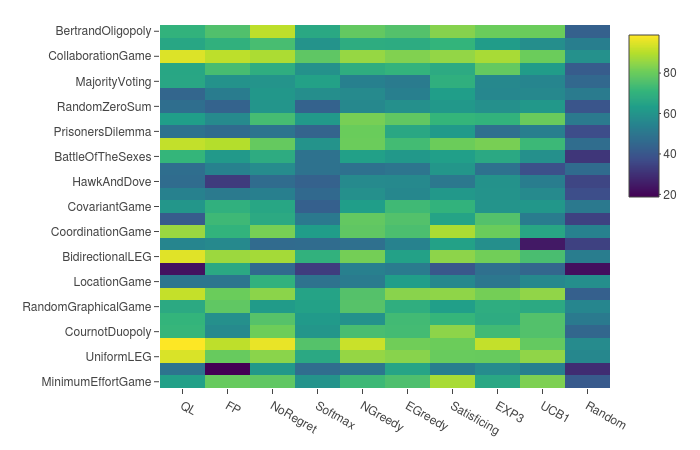 BertrandOligopoly
CollaborationGame
MajorityVoting
RandomZeroSum
PrisonersDilemma
BattleOfTheSexes
HawkAndDove
CovariantGame
CoordinationGame
BidirectionalLEG
LocationGame
RandomGraphicalGame
CournotDuopoly
UniformLEG
MinimumEffortGame
QL
FP
NoRegret
Softmax
NGreedy
EGreedy
Satisficing
EXP3
UCB1
Random
80
60
40
20